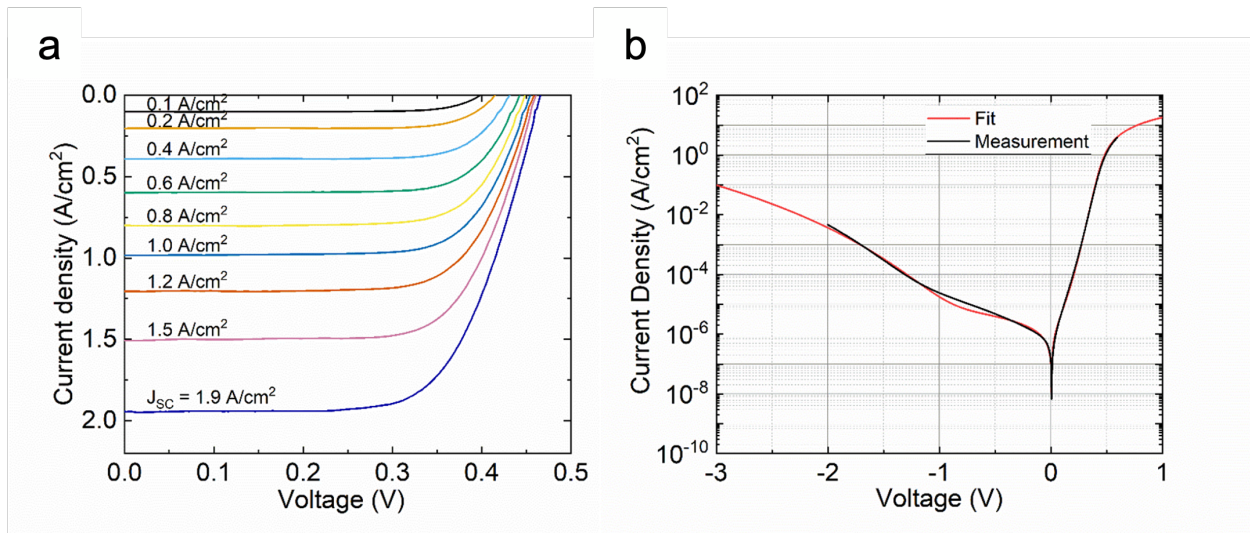 a
0.0
0.5
1.0
1.5
2.0
Current density (A/cm²)
0.1 A/cm²
0.2 A/cm²
0.4 A/cm²
0.6 A/cm²
0.8 A/cm²
1.0 A/cm²
1.2 A/cm²
1.5 A/cm²
J_SC = 1.9 A/cm²
0.0 0.1 0.2 0.3 0.4 0.5
Voltage (V)
b
10²
10⁰
10⁻²
10⁻⁴
10⁻⁶
10⁻⁸
10⁻¹⁰
Current Density (A/cm²)
Fit
Measurement
-3 -2 -1 0 1
Voltage (V)